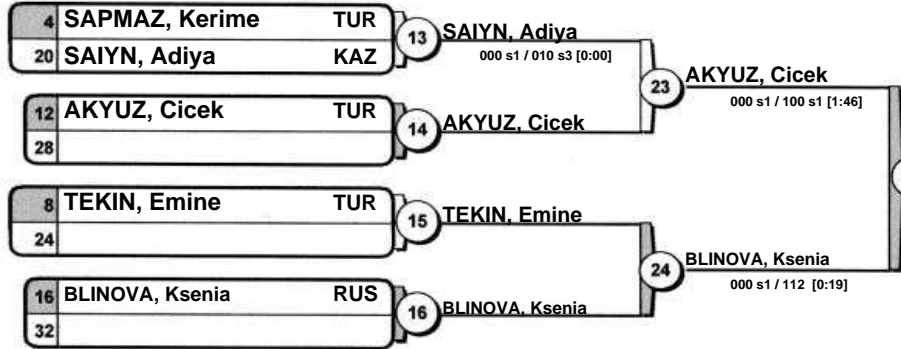 4 SAPMAZ, Kerime TUR
20 SAIYN, Adiya KAZ
13 SAIYN, Adiya
000 s1 / 010 s3 [0:00]
12 AKYUZ, Cicek TUR
28
14 AKYUZ, Cicek
23 AKYUZ, Cicek
000 s1 / 100 s1 [1:46]
8 TEKIN, Emine TUR
24
15 TEKIN, Emine
16 BLINOVA, Ksenia RUS
32
16 BLINOVA, Ksenia
24 BLINOVA, Ksenia
000 s1 / 112 [0:19]